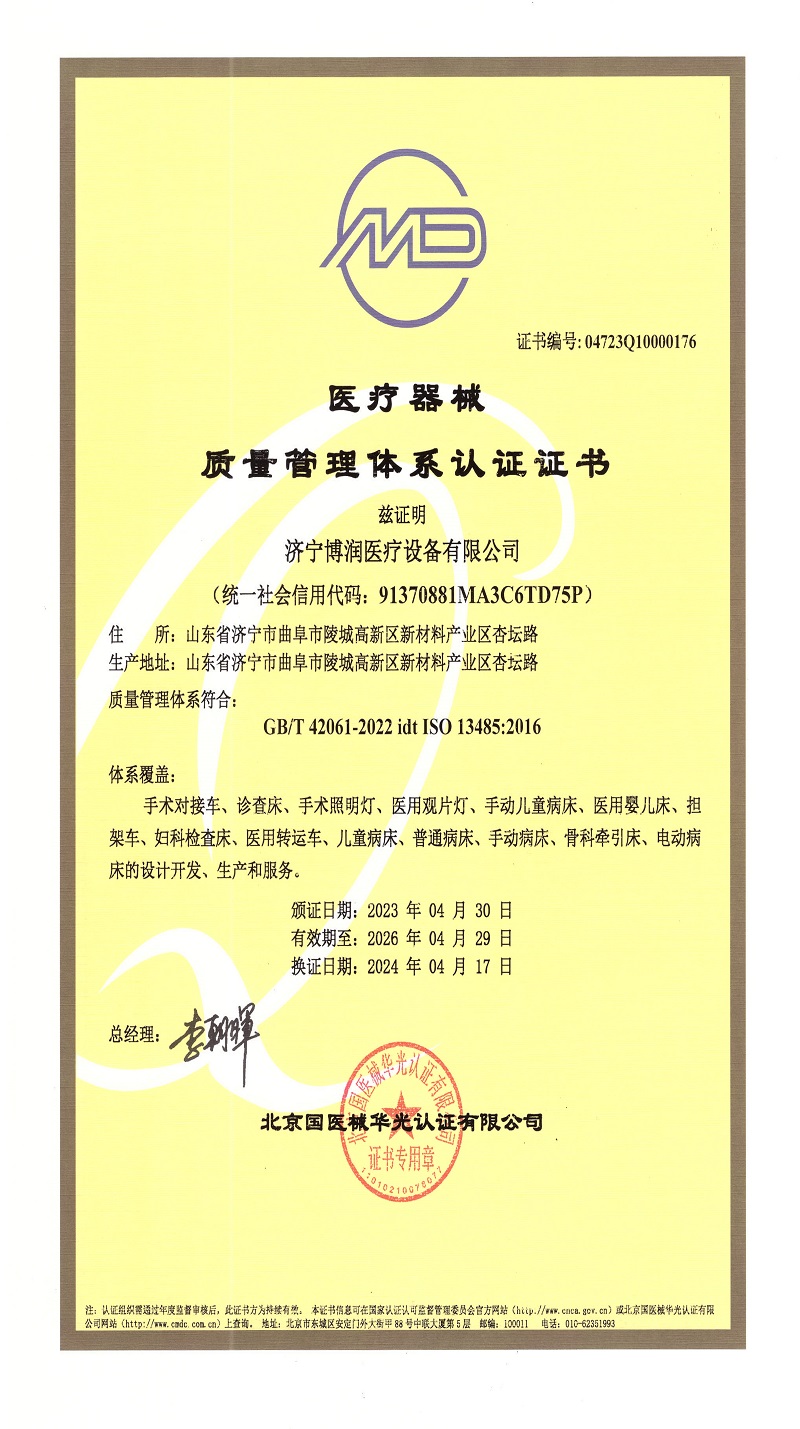 MD
证书编号: 04723Q10000176
医疗器械
质量管理体系认证证书
兹证明
济宁博润医疗设备有限公司
（统一社会信用代码：91370881MA3C6TD75P）
住　　所：山东省济宁市曲阜市陵城高新区新材料产业区杏坛路
生产地址：山东省济宁市曲阜市陵城高新区新材料产业区杏坛路
质量管理体系符合：
GB/T 42061-2022 idt ISO 13485:2016
体系覆盖：
手术对接车、诊查床、手术照明灯、医用观片灯、手动儿童病床、医用婴儿床、担
架车、妇科检查床、医用转运车、儿童病床、普通病床、手动病床、骨科牵引床、电动病
床的设计开发、生产和服务。
颁证日期：2023 年 04 月 30 日
有效期至：2026 年 04 月 29 日
换证日期：2024 年 04 月 17 日
总经理：李朝晖
北京国医械华光认证有限公司
北京国医械华光认证有限公司
证书专用章
注：认证组织需通过年度监督审核后，此证书方为持续有效。 本证书信息可在国家认证认可监督管理委员会官方网站（http://www.cnca.gov.cn）或北京国医械华光认证有限
公司网站（http://www.cmdc.com.cn）上查询。 地址：北京市东城区安定门外大街甲 88 号中联大厦第 5 层　邮编：100011　电话：010-62351993